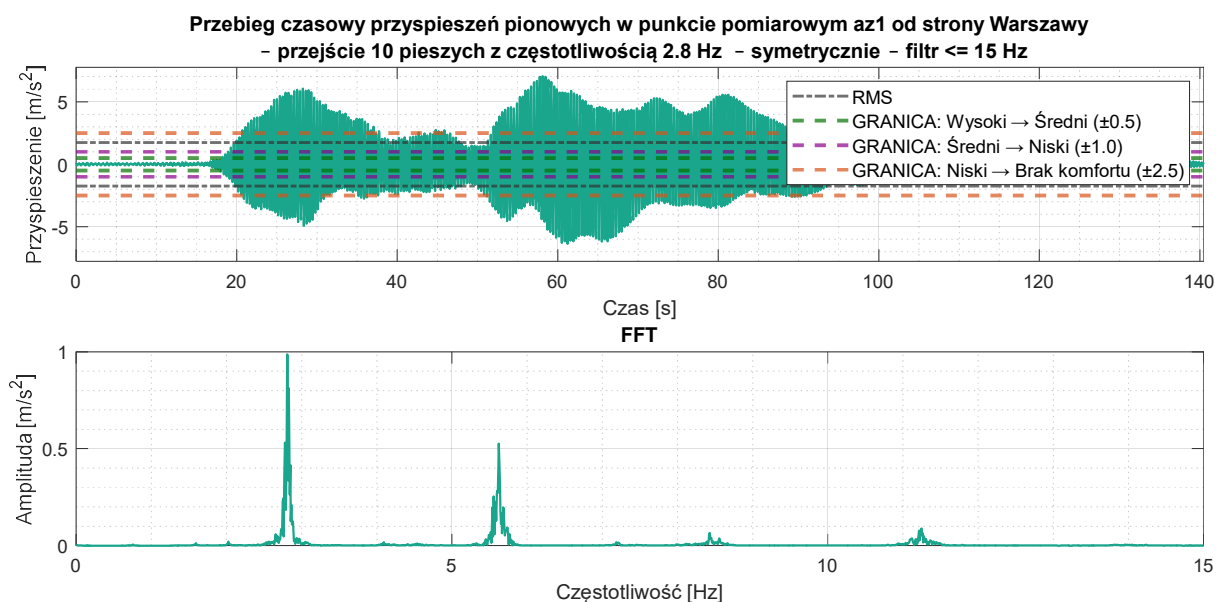 Przebieg czasowy przyspieszeń pionowych w punkcie pomiarowym az1 od strony Warszawy
– przejście 10 pieszych z częstotliwością 2.8 Hz – symetrycznie – filtr <= 15 Hz
Przyspieszenie [m/s²]
5
0
-5
RMS
GRANICA: Wysoki → Średni (±0.5)
GRANICA: Średni → Niski (±1.0)
GRANICA: Niski → Brak komfortu (±2.5)
0 20 40 60 80 100 120 140
Czas [s]
FFT
Amplituda [m/s²]
1
0.5
0
0 5 10 15
Częstotliwość [Hz]